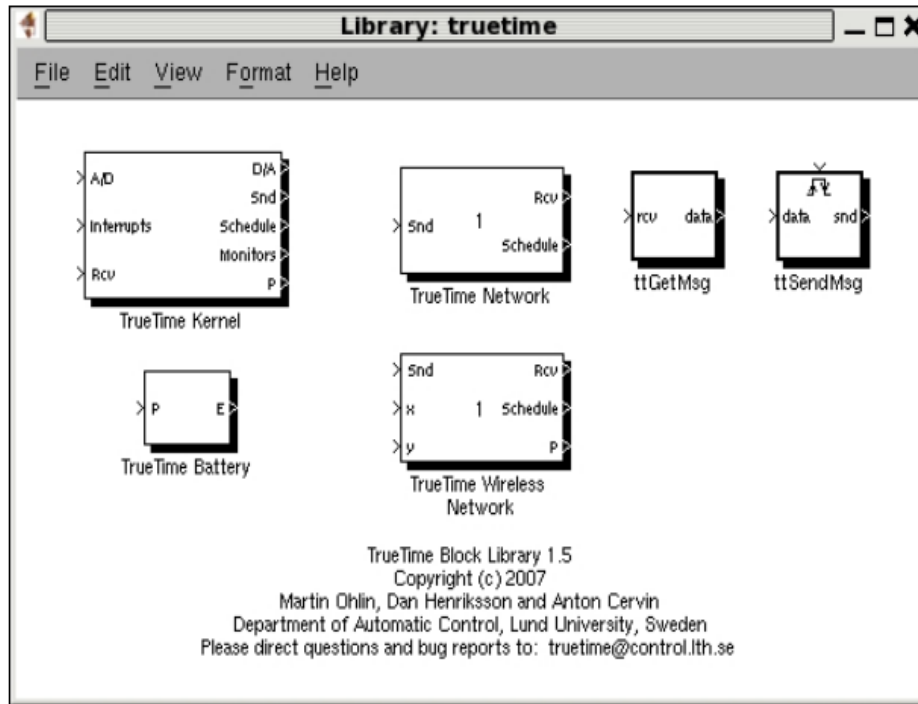 Library: truetime
File Edit View Format Help
A/D
Interrupts
Rcv
D/A
Snd
Schedule
Monitors
P
TrueTime Kernel
Snd
1
Rcv
Schedule
TrueTime Network
rcv data
ttGetMsg
data snd
ttSendMsg
P E
TrueTime Battery
Snd
x
y
1
Rcv
Schedule
P
TrueTime Wireless
Network
TrueTime Block Library 1.5
Copyright (c) 2007
Martin Ohlin, Dan Henriksson and Anton Cervin
Department of Automatic Control, Lund University, Sweden
Please direct questions and bug reports to: truetime@control.lth.se